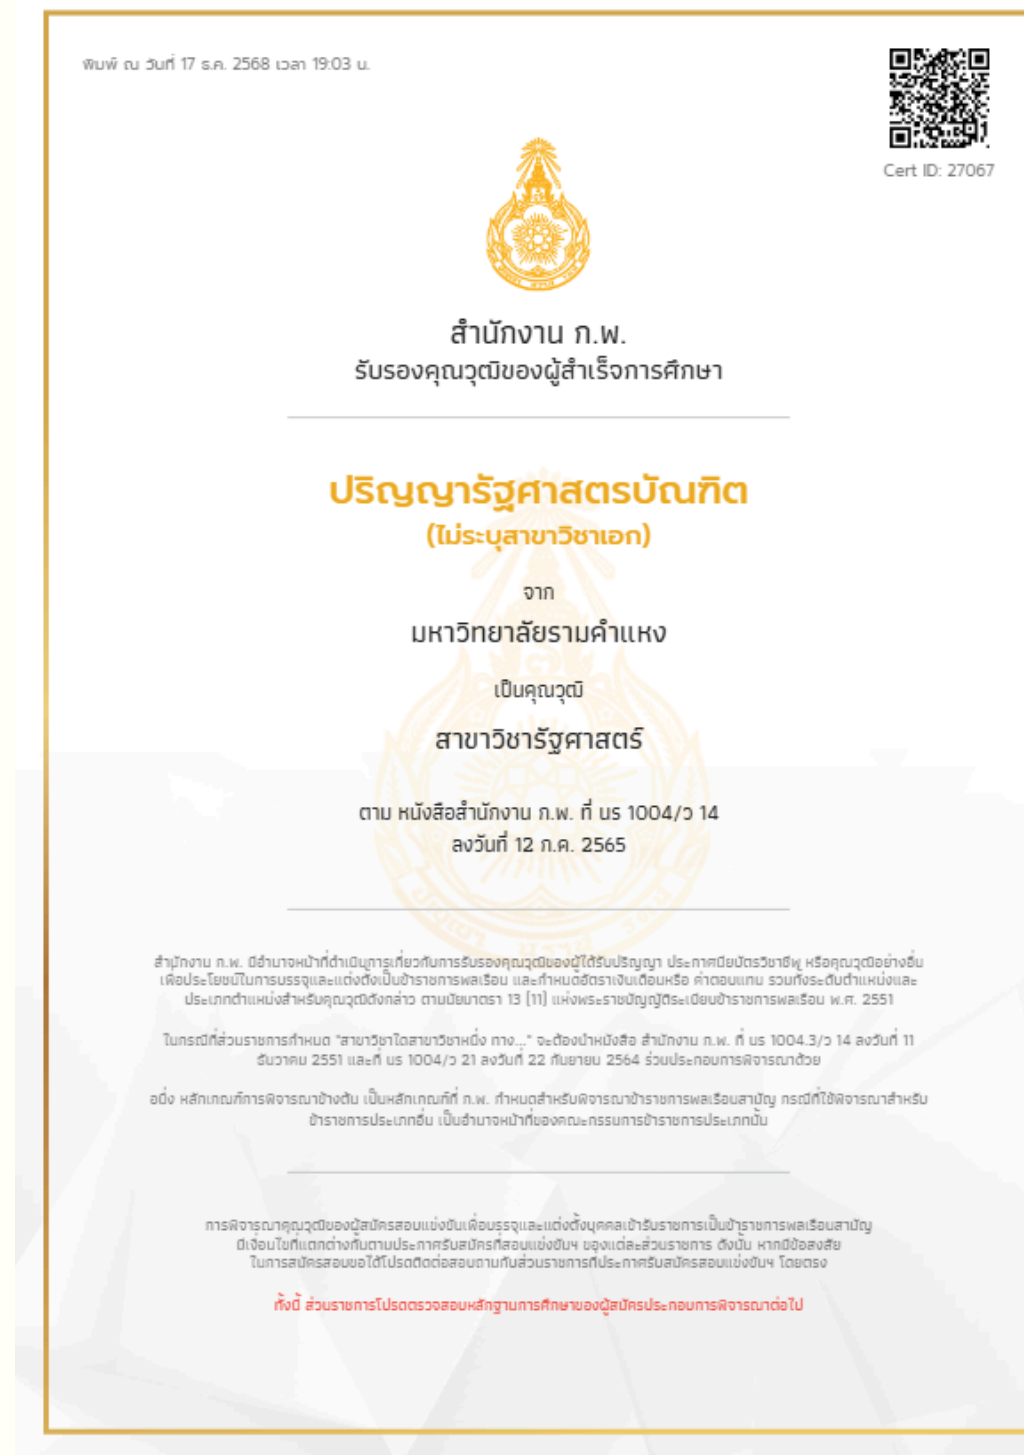 พิมพ์ ณ วันที่ 17 ธ.ค. 2568 เวลา 19:03 น.
Cert ID: 27067
สำนักงาน ก.พ.
รับรองคุณวุฒิของผู้สำเร็จการศึกษา
ปริญญารัฐศาสตรบัณฑิต
(ไม่ระบุสาขาวิชาเอก)
จาก
มหาวิทยาลัยรามคำแหง
เป็นคุณวุฒิ
สาขาวิชารัฐศาสตร์
ตาม หนังสือสำนักงาน ก.พ. ที่ นร 1004/ว 14
ลงวันที่ 12 ก.ค. 2565
สำนักงาน ก.พ. มีอำนาจหน้าที่ดำเนินการเกี่ยวกับการรับรองคุณวุฒิของผู้ได้รับปริญญา ประกาศนียบัตรวิชาชีพ หรือคุณวุฒิอย่างอื่น
เพื่อประโยชน์ในการบรรจุและแต่งตั้งเป็นข้าราชการพลเรือน และกำหนดอัตราเงินเดือนหรือ ค่าตอบแทน รวมทั้งระดับตำแหน่งและ
ประเภทตำแหน่งสำหรับคุณวุฒิดังกล่าว ตามนัยมาตรา 13 (11) แห่งพระราชบัญญัติระเบียบข้าราชการพลเรือน พ.ศ. 2551
ในกรณีที่ส่วนราชการกำหนด "สาขาวิชาใดสาขาวิชาหนึ่ง ทาง..." จะต้องนำหนังสือ สำนักงาน ก.พ. ที่ นร 1004.3/ว 14 ลงวันที่ 11
ธันวาคม 2551 และที่ นร 1004/ว 21 ลงวันที่ 22 กันยายน 2564 ร่วมประกอบการพิจารณาด้วย
อนึ่ง หลักเกณฑ์การพิจารณาข้างต้น เป็นหลักเกณฑ์ที่ ก.พ. กำหนดสำหรับพิจารณาข้าราชการพลเรือนสามัญ กรณีที่ใช้พิจารณาสำหรับ
ข้าราชการประเภทอื่น เป็นอำนาจหน้าที่ของคณะกรรมการข้าราชการประเภทนั้น
การพิจารณาคุณวุฒิของผู้สมัครสอบแข่งขันเพื่อบรรจุและแต่งตั้งบุคคลเข้ารับราชการเป็นข้าราชการพลเรือนสามัญ
มีเงื่อนไขที่แตกต่างกันตามประกาศรับสมัครที่สอบแข่งขันฯ ของแต่ละส่วนราชการ ดังนั้น หากมีข้อสงสัย
ในการสมัครสอบขอได้โปรดติดต่อสอบถามกับส่วนราชการที่ประกาศรับสมัครสอบแข่งขันฯ โดยตรง
ทั้งนี้ ส่วนราชการโปรดตรวจสอบหลักฐานการศึกษาของผู้สมัครประกอบการพิจารณาต่อไป